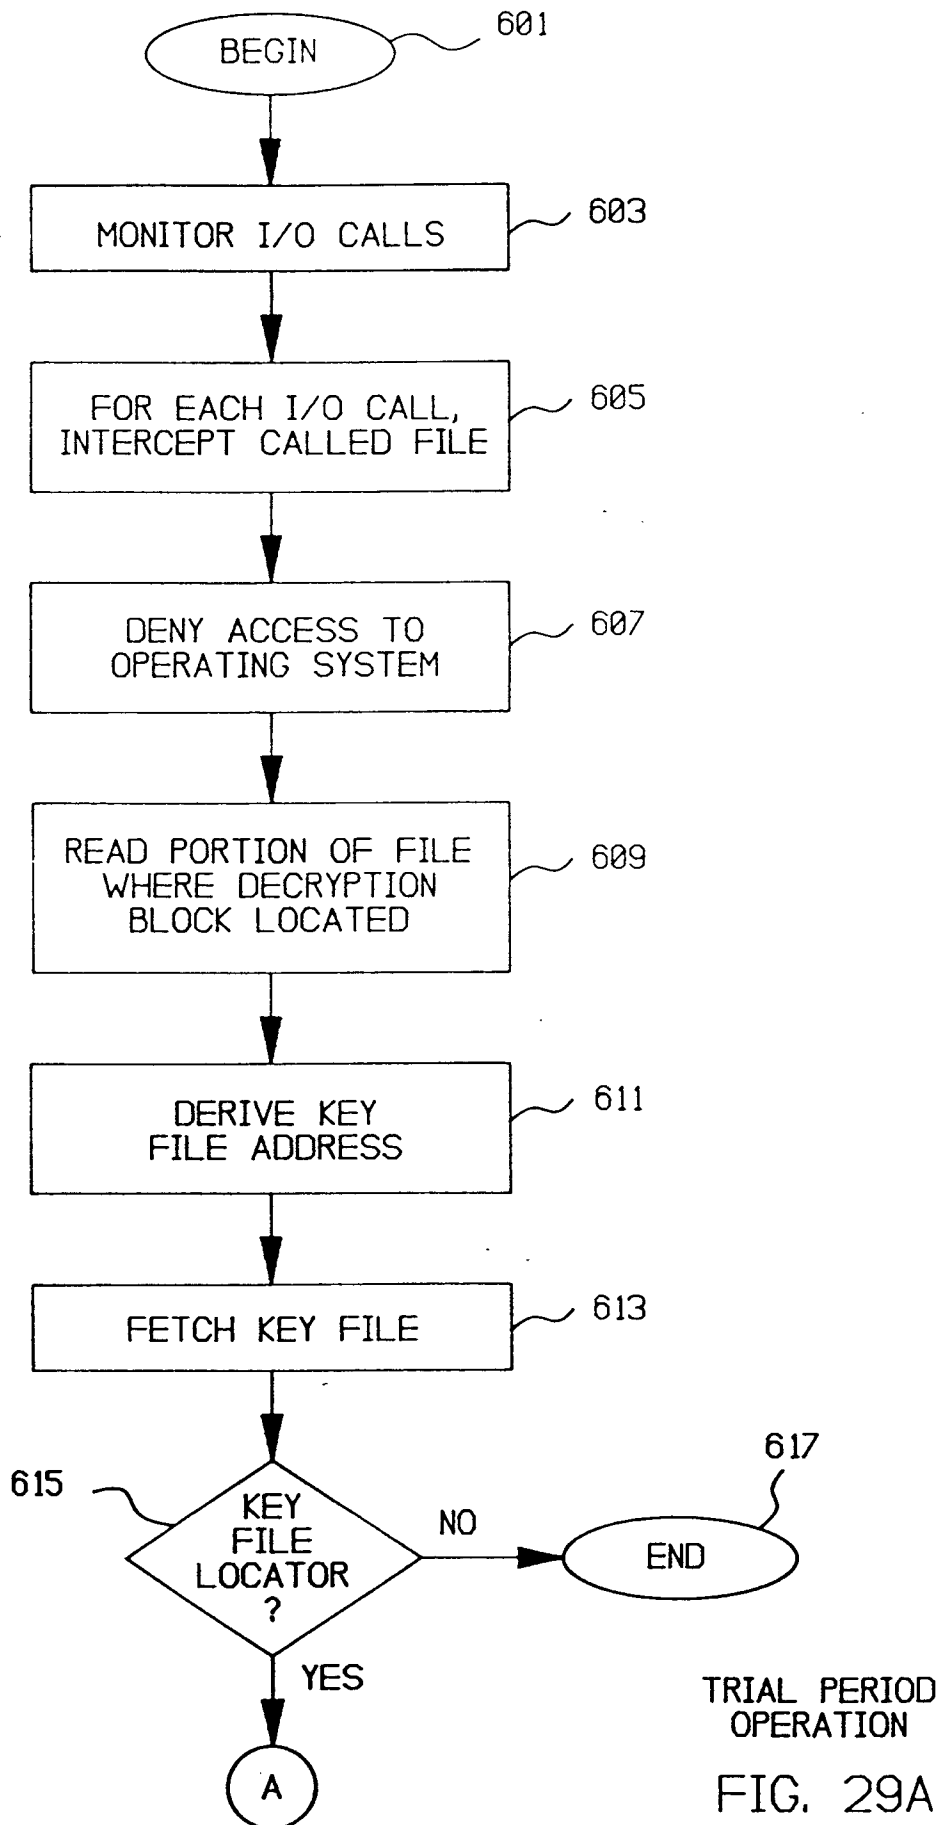 BEGIN
601
MONITOR I/O CALLS
603
FOR EACH I/O CALL,
INTERCEPT CALLED FILE
605
DENY ACCESS TO
OPERATING SYSTEM
607
READ PORTION OF FILE
WHERE DECRYPTION
BLOCK LOCATED
609
DERIVE KEY
FILE ADDRESS
611
FETCH KEY FILE
613
615
KEY
FILE
LOCATOR
?
NO
617
END
YES
A
TRIAL PERIOD
OPERATION
FIG. 29A